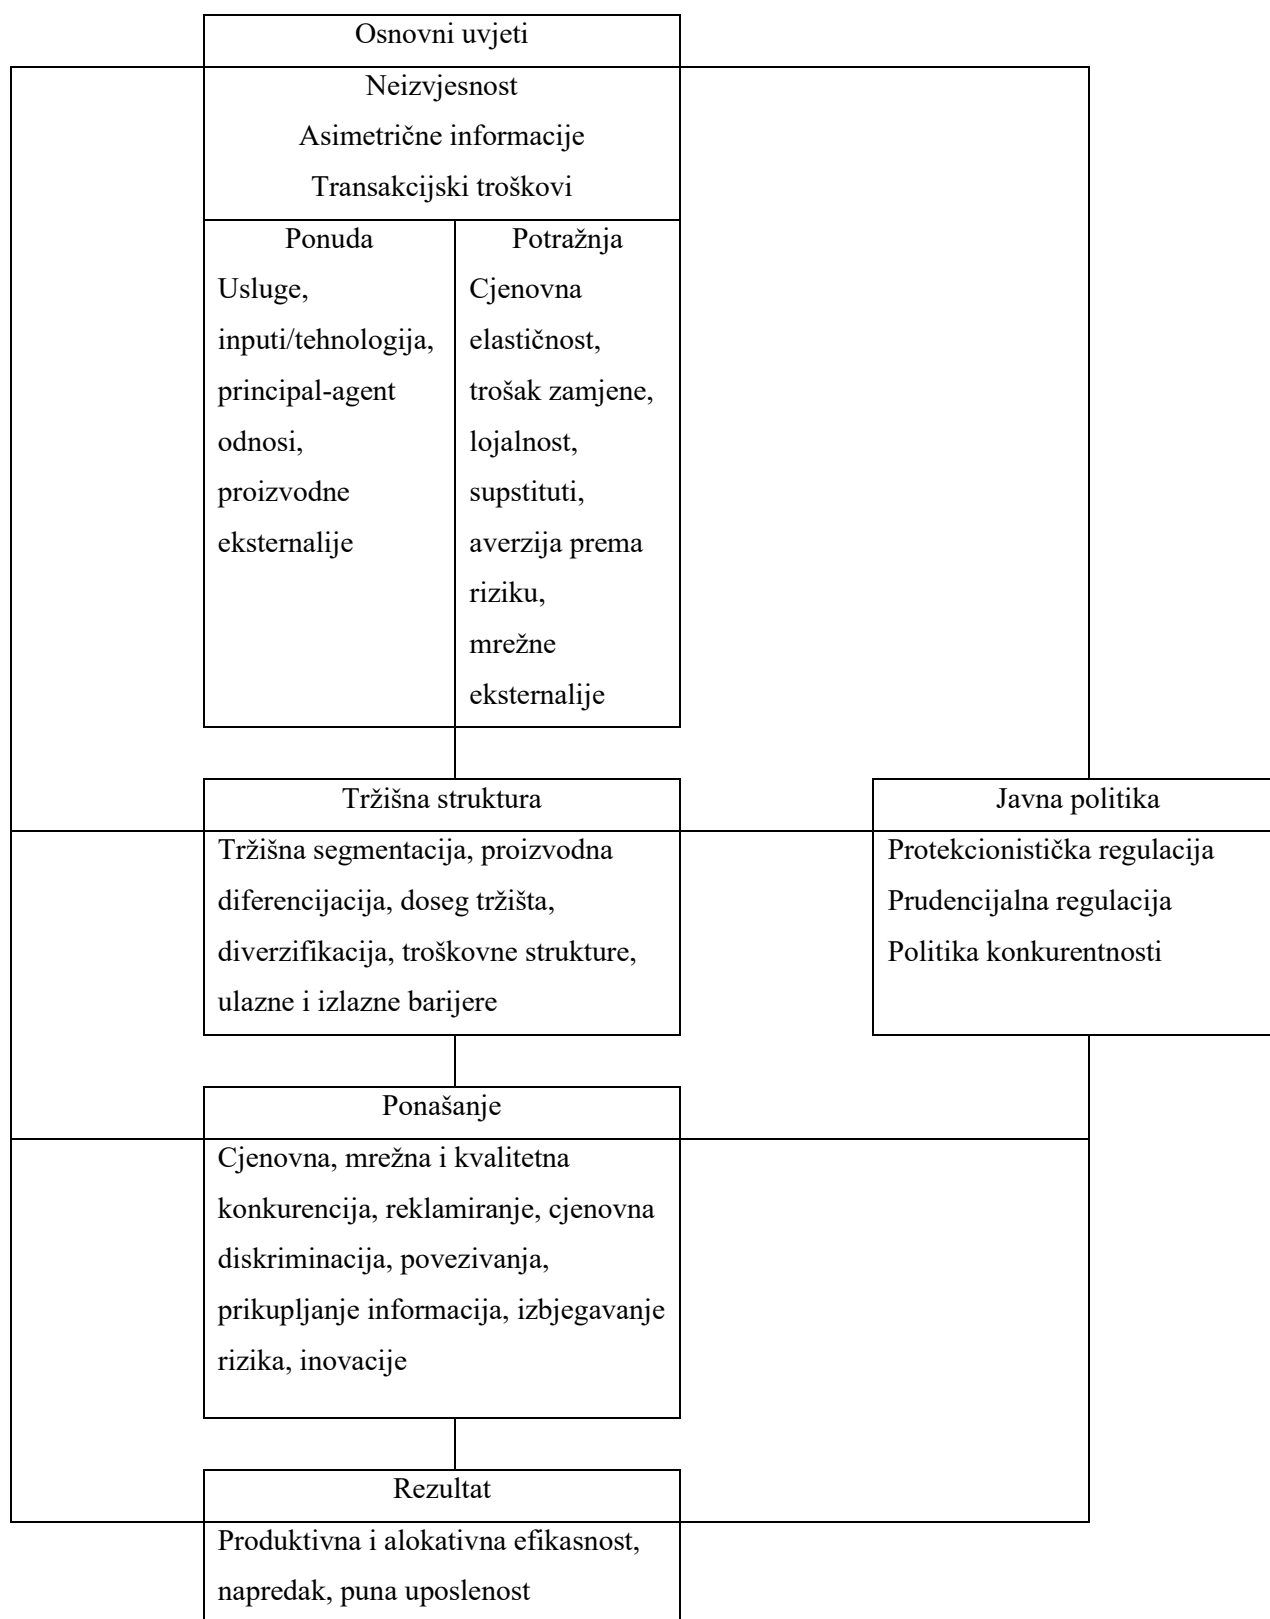 Osnovni uvjeti
Neizvjesnost
Asimetrične informacije
Transakcijski troškovi
Ponuda
Usluge,
inputi/tehnologija,
principal-agent
odnosi,
proizvodne
eksternalije
Potražnja
Cjenovna
elastičnost,
trošak zamjene,
lojalnost,
supstituti,
averzija prema
riziku,
mrežne
eksternalije
Tržišna struktura
Tržišna segmentacija, proizvodna
diferencijacija, doseg tržišta,
diverzifikacija, troškovne strukture,
ulazne i izlazne barijere
Javna politika
Protekcionistička regulacija
Prudencijalna regulacija
Politika konkurentnosti
Ponašanje
Cjenovna, mrežna i kvalitetna
konkurencija, reklamiranje, cjenovna
diskriminacija, povezivanja,
prikupljanje informacija, izbjegavanje
rizika, inovacije
Rezultat
Produktivna i alokativna efikasnost,
napredak, puna uposlenost